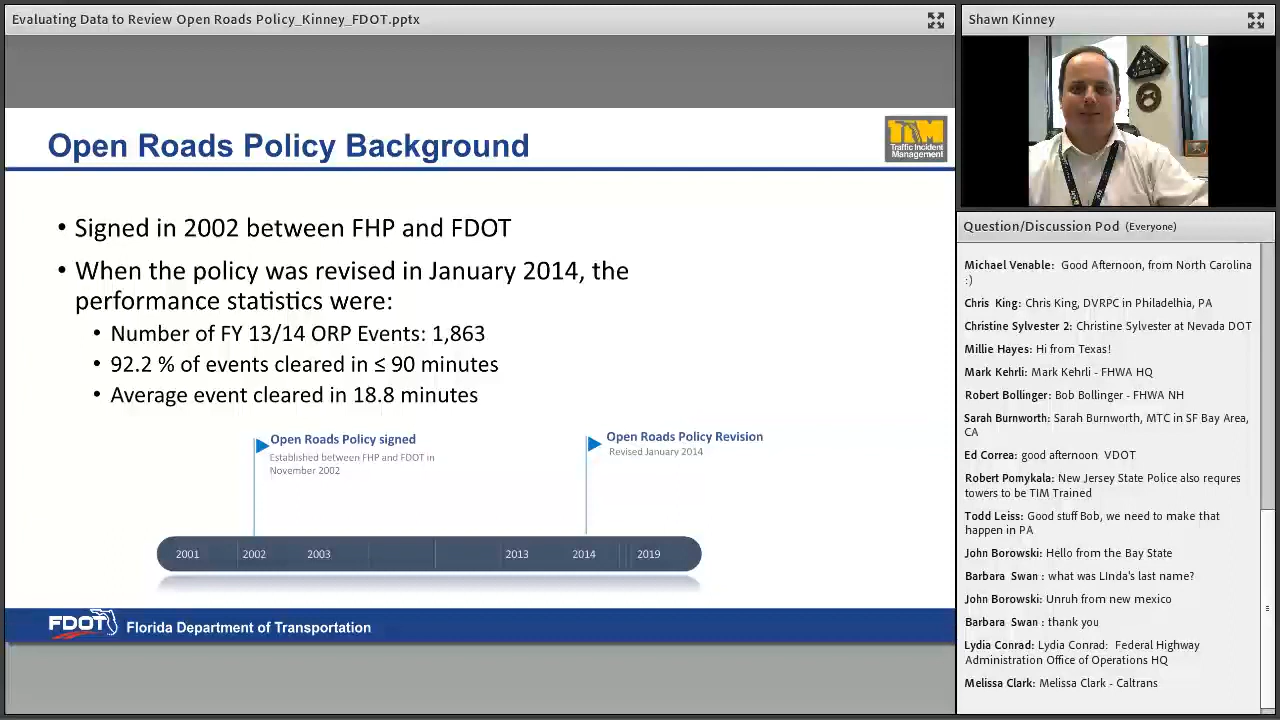 Evaluating Data to Review Open Roads Policy_Kinney_FDOT.pptx
Open Roads Policy Background
TIM
Traffic Incident
Management
• Signed in 2002 between FHP and FDOT
• When the policy was revised in January 2014, the
performance statistics were:
• Number of FY 13/14 ORP Events: 1,863
• 92.2 % of events cleared in ≤ 90 minutes
• Average event cleared in 18.8 minutes
Open Roads Policy signed
Established between FHP and FDOT in
November 2002
Open Roads Policy Revision
Revised January 2014
2001 2002 2003 2013 2014 2019
FDOT Florida Department of Transportation
Shawn Kinney
Question/Discussion Pod (Everyone)
Michael Venable: Good Afternoon, from North Carolina
:)
Chris King: Chris King, DVRPC in Philadelhia, PA
Christine Sylvester 2: Christine Sylvester at Nevada DOT
Millie Hayes: Hi from Texas!
Mark Kehrli: Mark Kehrli - FHWA HQ
Robert Bollinger: Bob Bollinger - FHWA NH
Sarah Burnworth: Sarah Burnworth, MTC in SF Bay Area,
CA
Ed Correa: good afternoon VDOT
Robert Pomykala: New Jersey State Police also requres
towers to be TIM Trained
Todd Leiss: Good stuff Bob, we need to make that
happen in PA
John Borowski: Hello from the Bay State
Barbara Swan : what was LInda's last name?
John Borowski: Unruh from new mexico
Barbara Swan : thank you
Lydia Conrad: Lydia Conrad: Federal Highway
Administration Office of Operations HQ
Melissa Clark: Melissa Clark - Caltrans